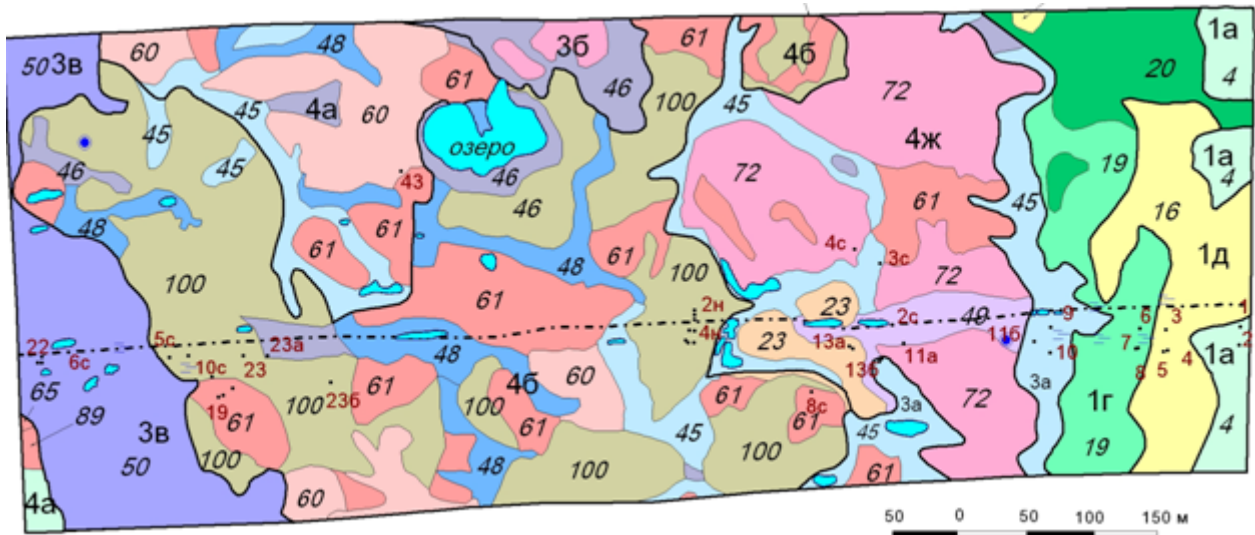 50 3в 60 48 3б 61 4б 20 1а 4
45 4а 60 61 46 100 45 72 4ж
45 45 озеро 46 72 19 1а 4
46 43 46 61 45 16
48 61 61 48 100 4с 3с 1д
100 61 23 72
2н 2с 49 9 6 3 1
22 6с 5с 23а 4н 23 13а 11а 11б 10 7 4 2
65 10с 23 48 4б 60 13б 3а 8 5 1а
89 19 61 100 23б 61 100 61 8с 3а 72 1г 4
3в 61 45 100 45
50 100 48 100 61 19
4а 60
50 0 50 100 150 м